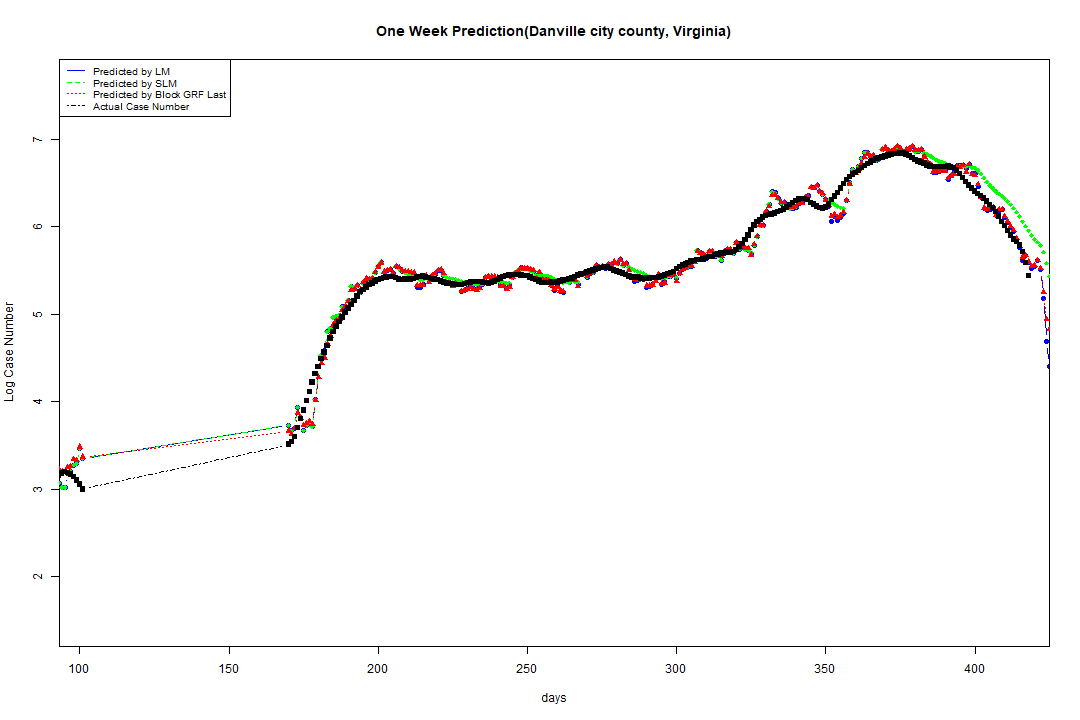 One Week Prediction(Danville city county, Virginia)
Predicted by LM
Predicted by SLM
Predicted by Block GRF Last
Actual Case Number
7
6
5
4
3
2
Log Case Number
100 150 200 250 300 350 400
days